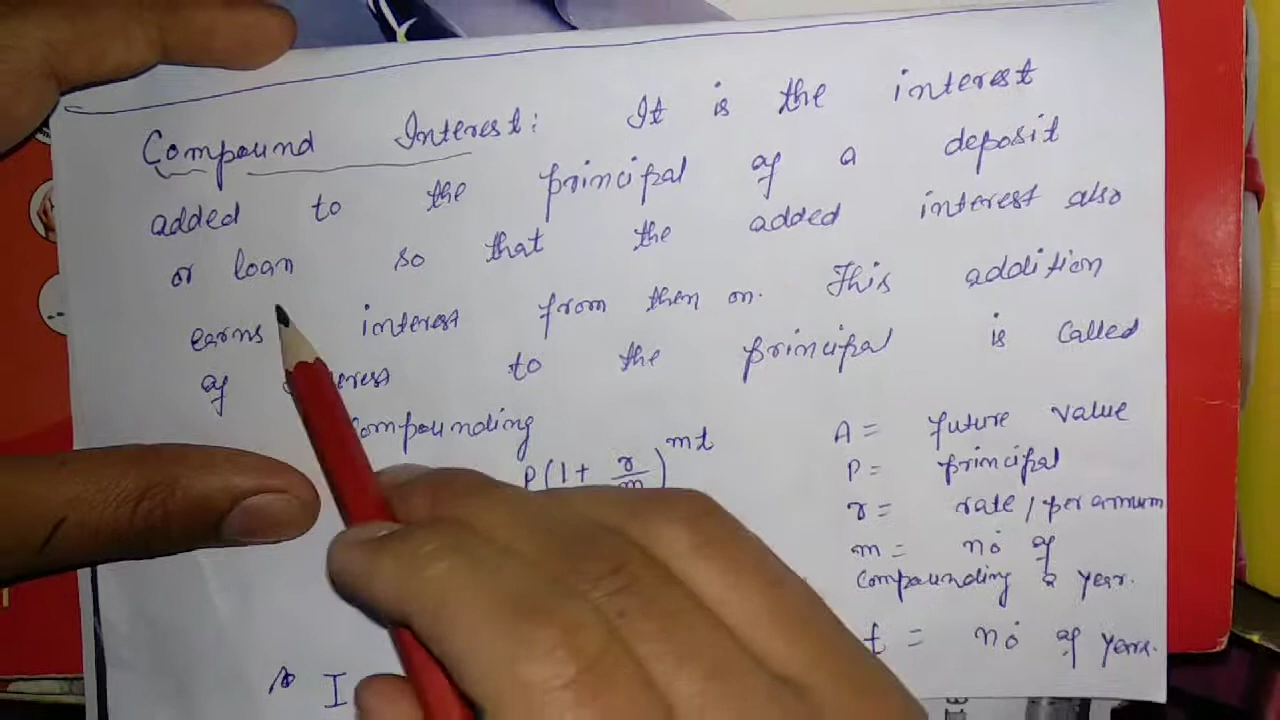 Compound Interest: It is the interest
added to the principal of a deposit
or loan so that the added interest also
earns interest from then on. This addition
of to the principal is called
compounding
P(1 + r/m)^mt
A = future value
P = principal
r = rate / per annum
m = no of
compounding a year.
t = no of years.
I